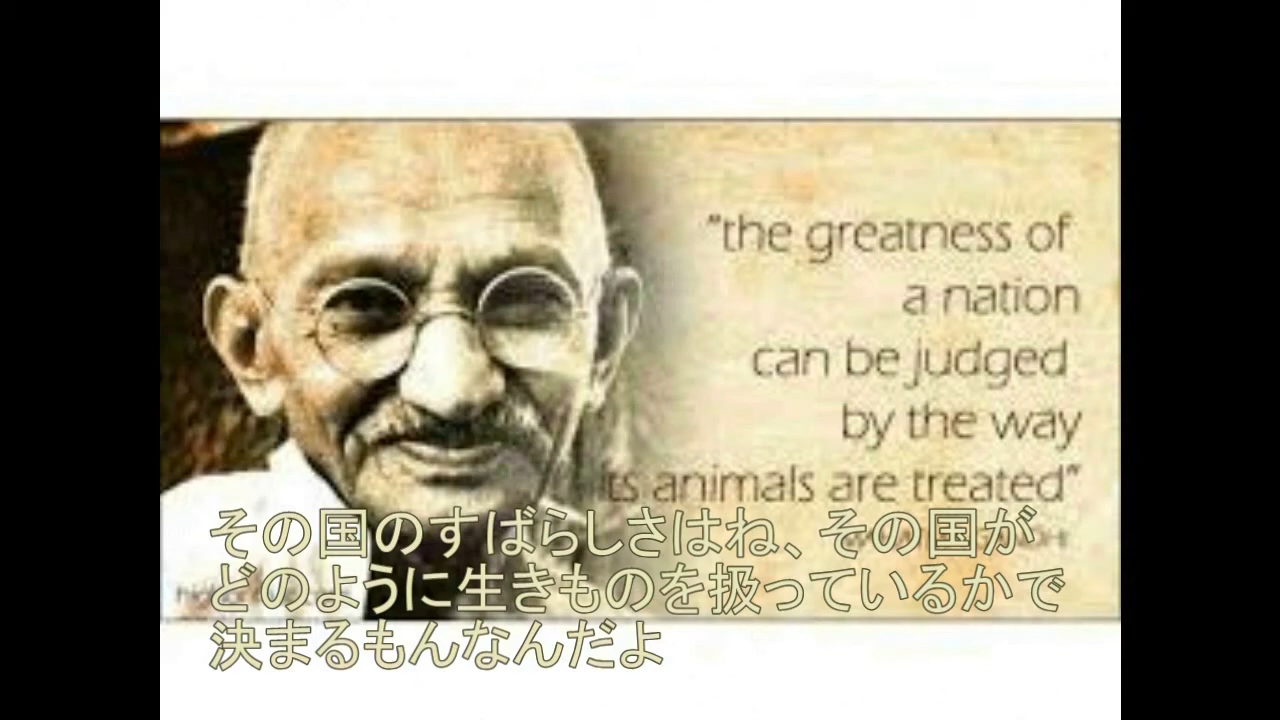 "the greatness of
a nation
can be judged
by the way
its animals are treated"
その国のすばらしさはね、その国が
どのように生きものを扱っているかで
決まるもんなんだよ